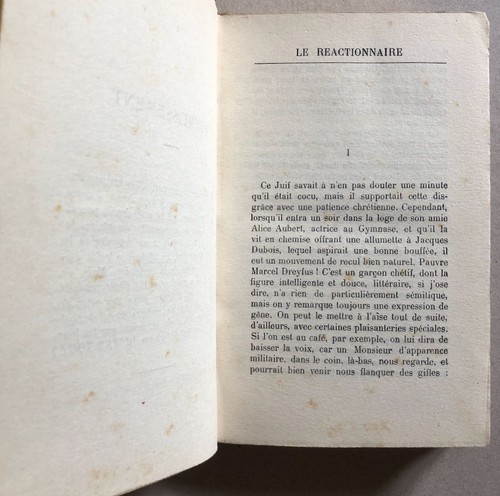 LE REACTIONNAIRE
I
Ce Juif savait à n'en pas douter une minute
qu'il était cocu, mais il supportait cette dis-
grâce avec une patience chrétienne. Cependant,
lorsqu'il entra un soir dans la loge de son amie
Alice Aubert, actrice au Gymnase, et qu'il la
vit en chemise offrant une allumette à Jacques
Dubois, lequel aspirait une bonne bouffée, il
eut un mouvement de recul bien naturel. Pauvre
Marcel Dreyfus ! C'est un garçon chétif, dont la
figure intelligente et douce, littéraire, si j'ose
dire, n'a rien de particulièrement sémitique,
mais on y remarque toujours une expression de
gêne. On peut le mettre à l'aise tout de suite,
d'ailleurs, avec certaines plaisanteries spéciales.
Si l'on est au café, par exemple, on lui dira de
baisser la voix, car un Monsieur d'apparence
militaire, dans le coin, là-bas, nous regarde, et
pourrait bien venir nous flanquer des gifles :